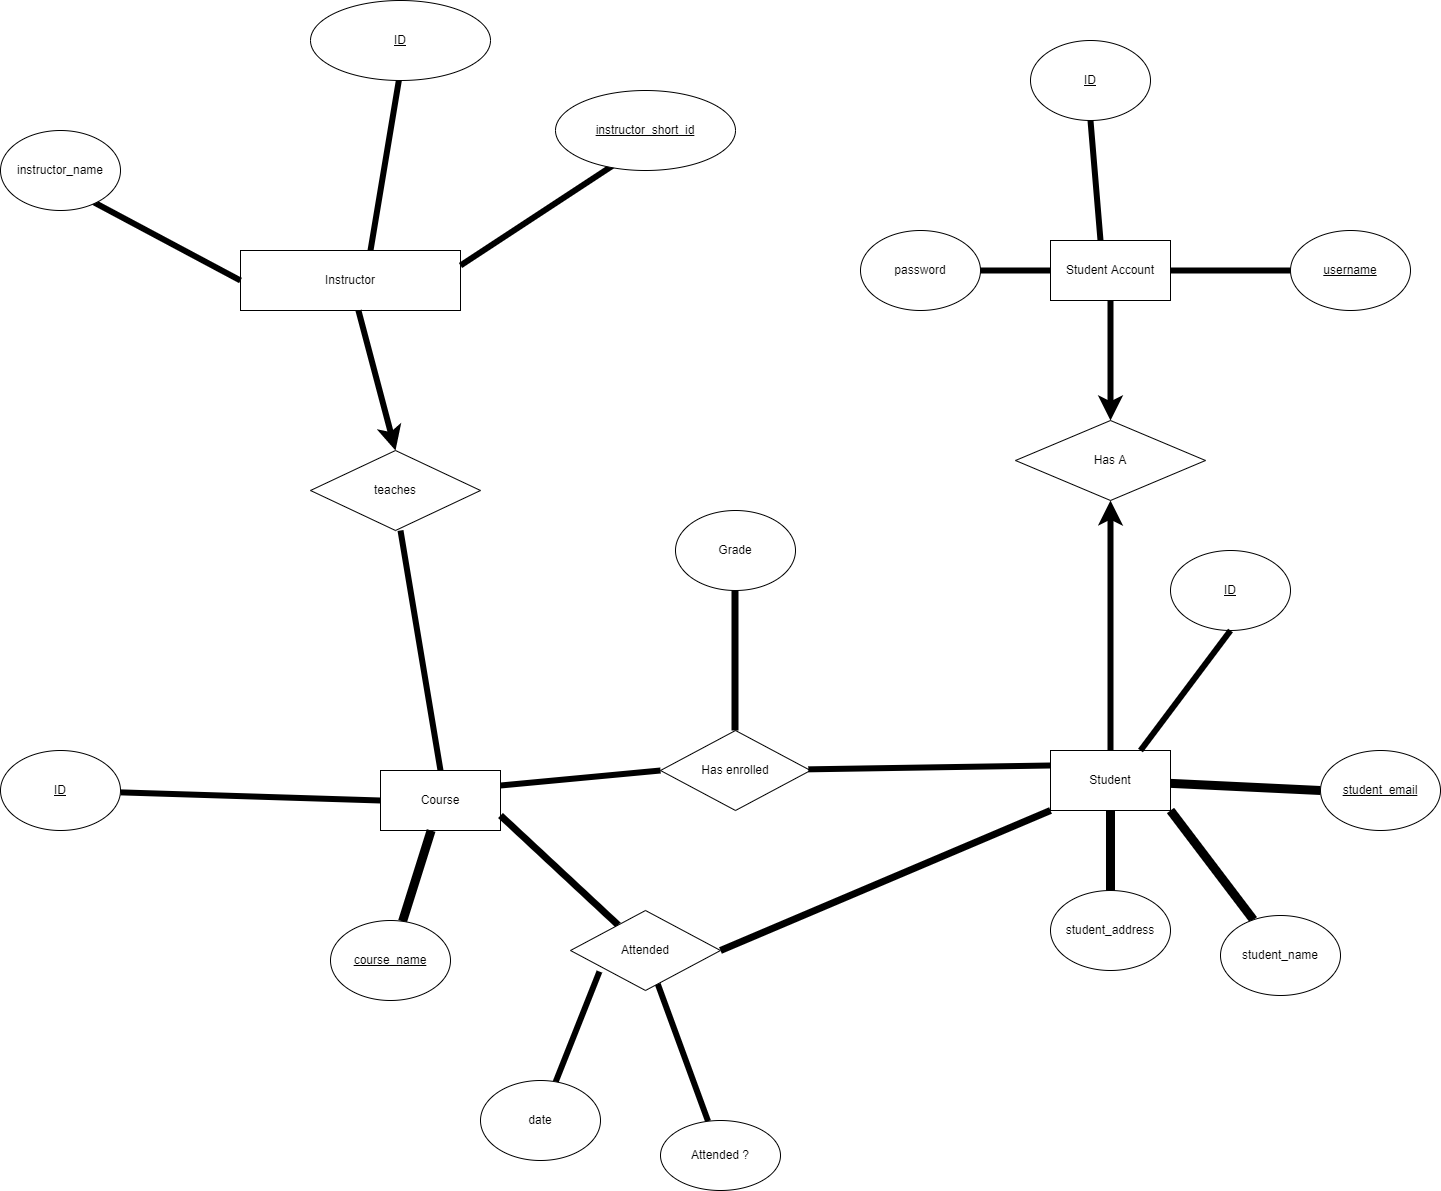 ID
ID
instructor_short_id
instructor_name
password
Student Account
username
Instructor
Has A
teaches
Grade
ID
Has enrolled
Student
ID
student_email
Course
student_address
Attended
student_name
course_name
date
Attended ?